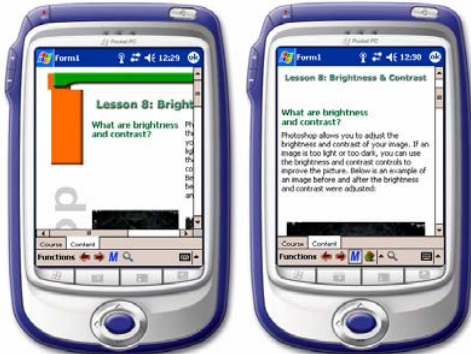 Pocket PC
Form1 12:29 ok
Lesson 8: Bright
What are brightness
and contrast?
Course Content
Functions M
Pocket PC
Form1 12:30 ok
Lesson 8: Brightness & Contrast
What are brightness
and contrast?
Photoshop allows you to adjust the
brightness and contrast of your image. If an
image is too light or too dark, you can use
the brightness and contrast controls to
improve the picture. Below is an example of
an image before and after the brightness
and contrast were adjusted:
Course Content
Functions M